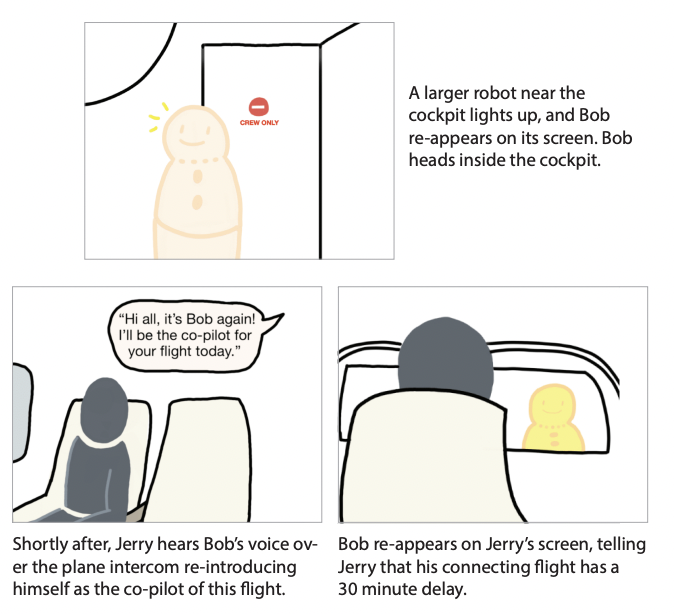 CREW ONLY
A larger robot near the
cockpit lights up, and Bob
re-appears on its screen. Bob
heads inside the cockpit.
“Hi all, it’s Bob again!
I’ll be the co-pilot for
your flight today.”
Shortly after, Jerry hears Bob’s voice ov-
er the plane intercom re-introducing
himself as the co-pilot of this flight.
Bob re-appears on Jerry’s screen, telling
Jerry that his connecting flight has a
30 minute delay.